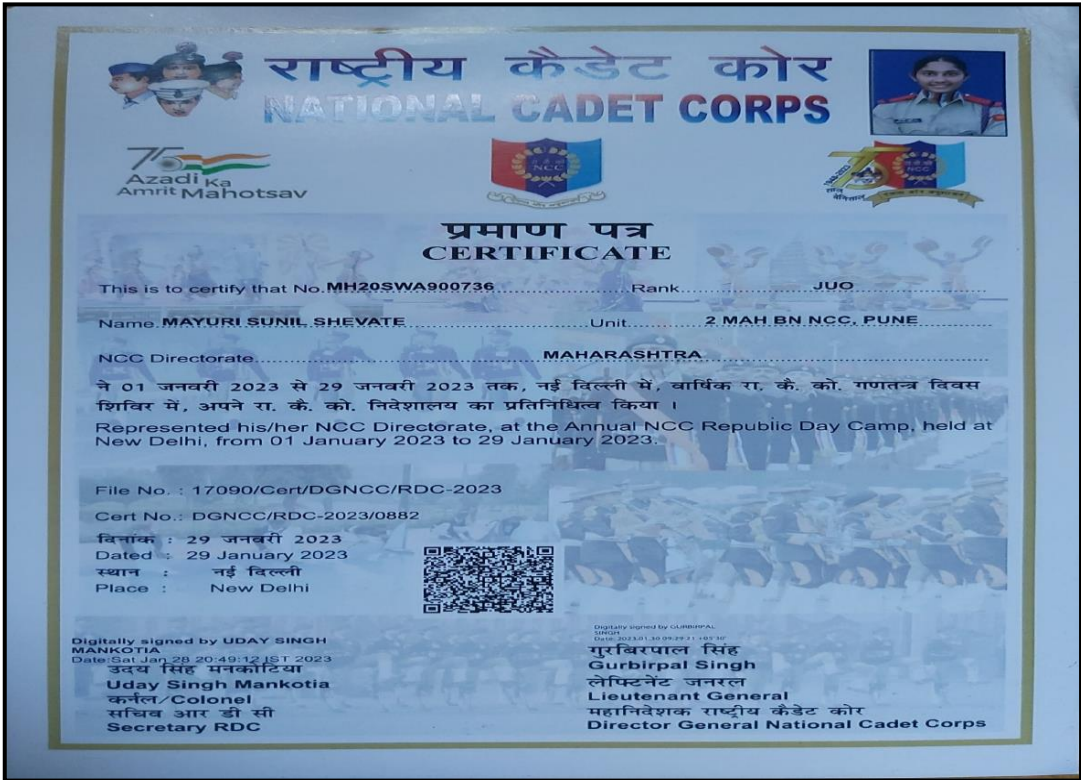 राष्ट्रीय कैडेट कोर
NATIONAL CADET CORPS
75
Azadi Ka
Amrit Mahotsav
NCC
75
NCC
प्रमाण पत्र
CERTIFICATE
This is to certify that No. MH20SWA900736 Rank JUO
Name MAYURI SUNIL SHEVATE Unit 2 MAH BN NCC, PUNE
NCC Directorate MAHARASHTRA
ने 01 जनवरी 2023 से 29 जनवरी 2023 तक, नई दिल्ली में, वार्षिक रा. कै. को. गणतन्त्र दिवस
शिविर में, अपने रा. कै. को. निदेशालय का प्रतिनिधित्व किया ।
Represented his/her NCC Directorate, at the Annual NCC Republic Day Camp, held at
New Delhi, from 01 January 2023 to 29 January 2023.
File No. : 17090/Cert/DGNCC/RDC-2023
Cert No.: DGNCC/RDC-2023/0882
दिनांक : 29 जनवरी 2023
Dated : 29 January 2023
स्थान : नई दिल्ली
Place : New Delhi
Digitally signed by UDAY SINGH
MANKOTIA
Date:Sat Jan 28 20:49:12 IST 2023
उदय सिंह मनकोटिया
Uday Singh Mankotia
कर्नल/Colonel
सचिव आर डी सी
Secretary RDC
Digitally signed by GURBIRPAL
SINGH
गुरबिरपाल सिंह
Gurbirpal Singh
लेफ्टिनेंट जनरल
Lieutenant General
महानिदेशक राष्ट्रीय कैडेट कोर
Director General National Cadet Corps